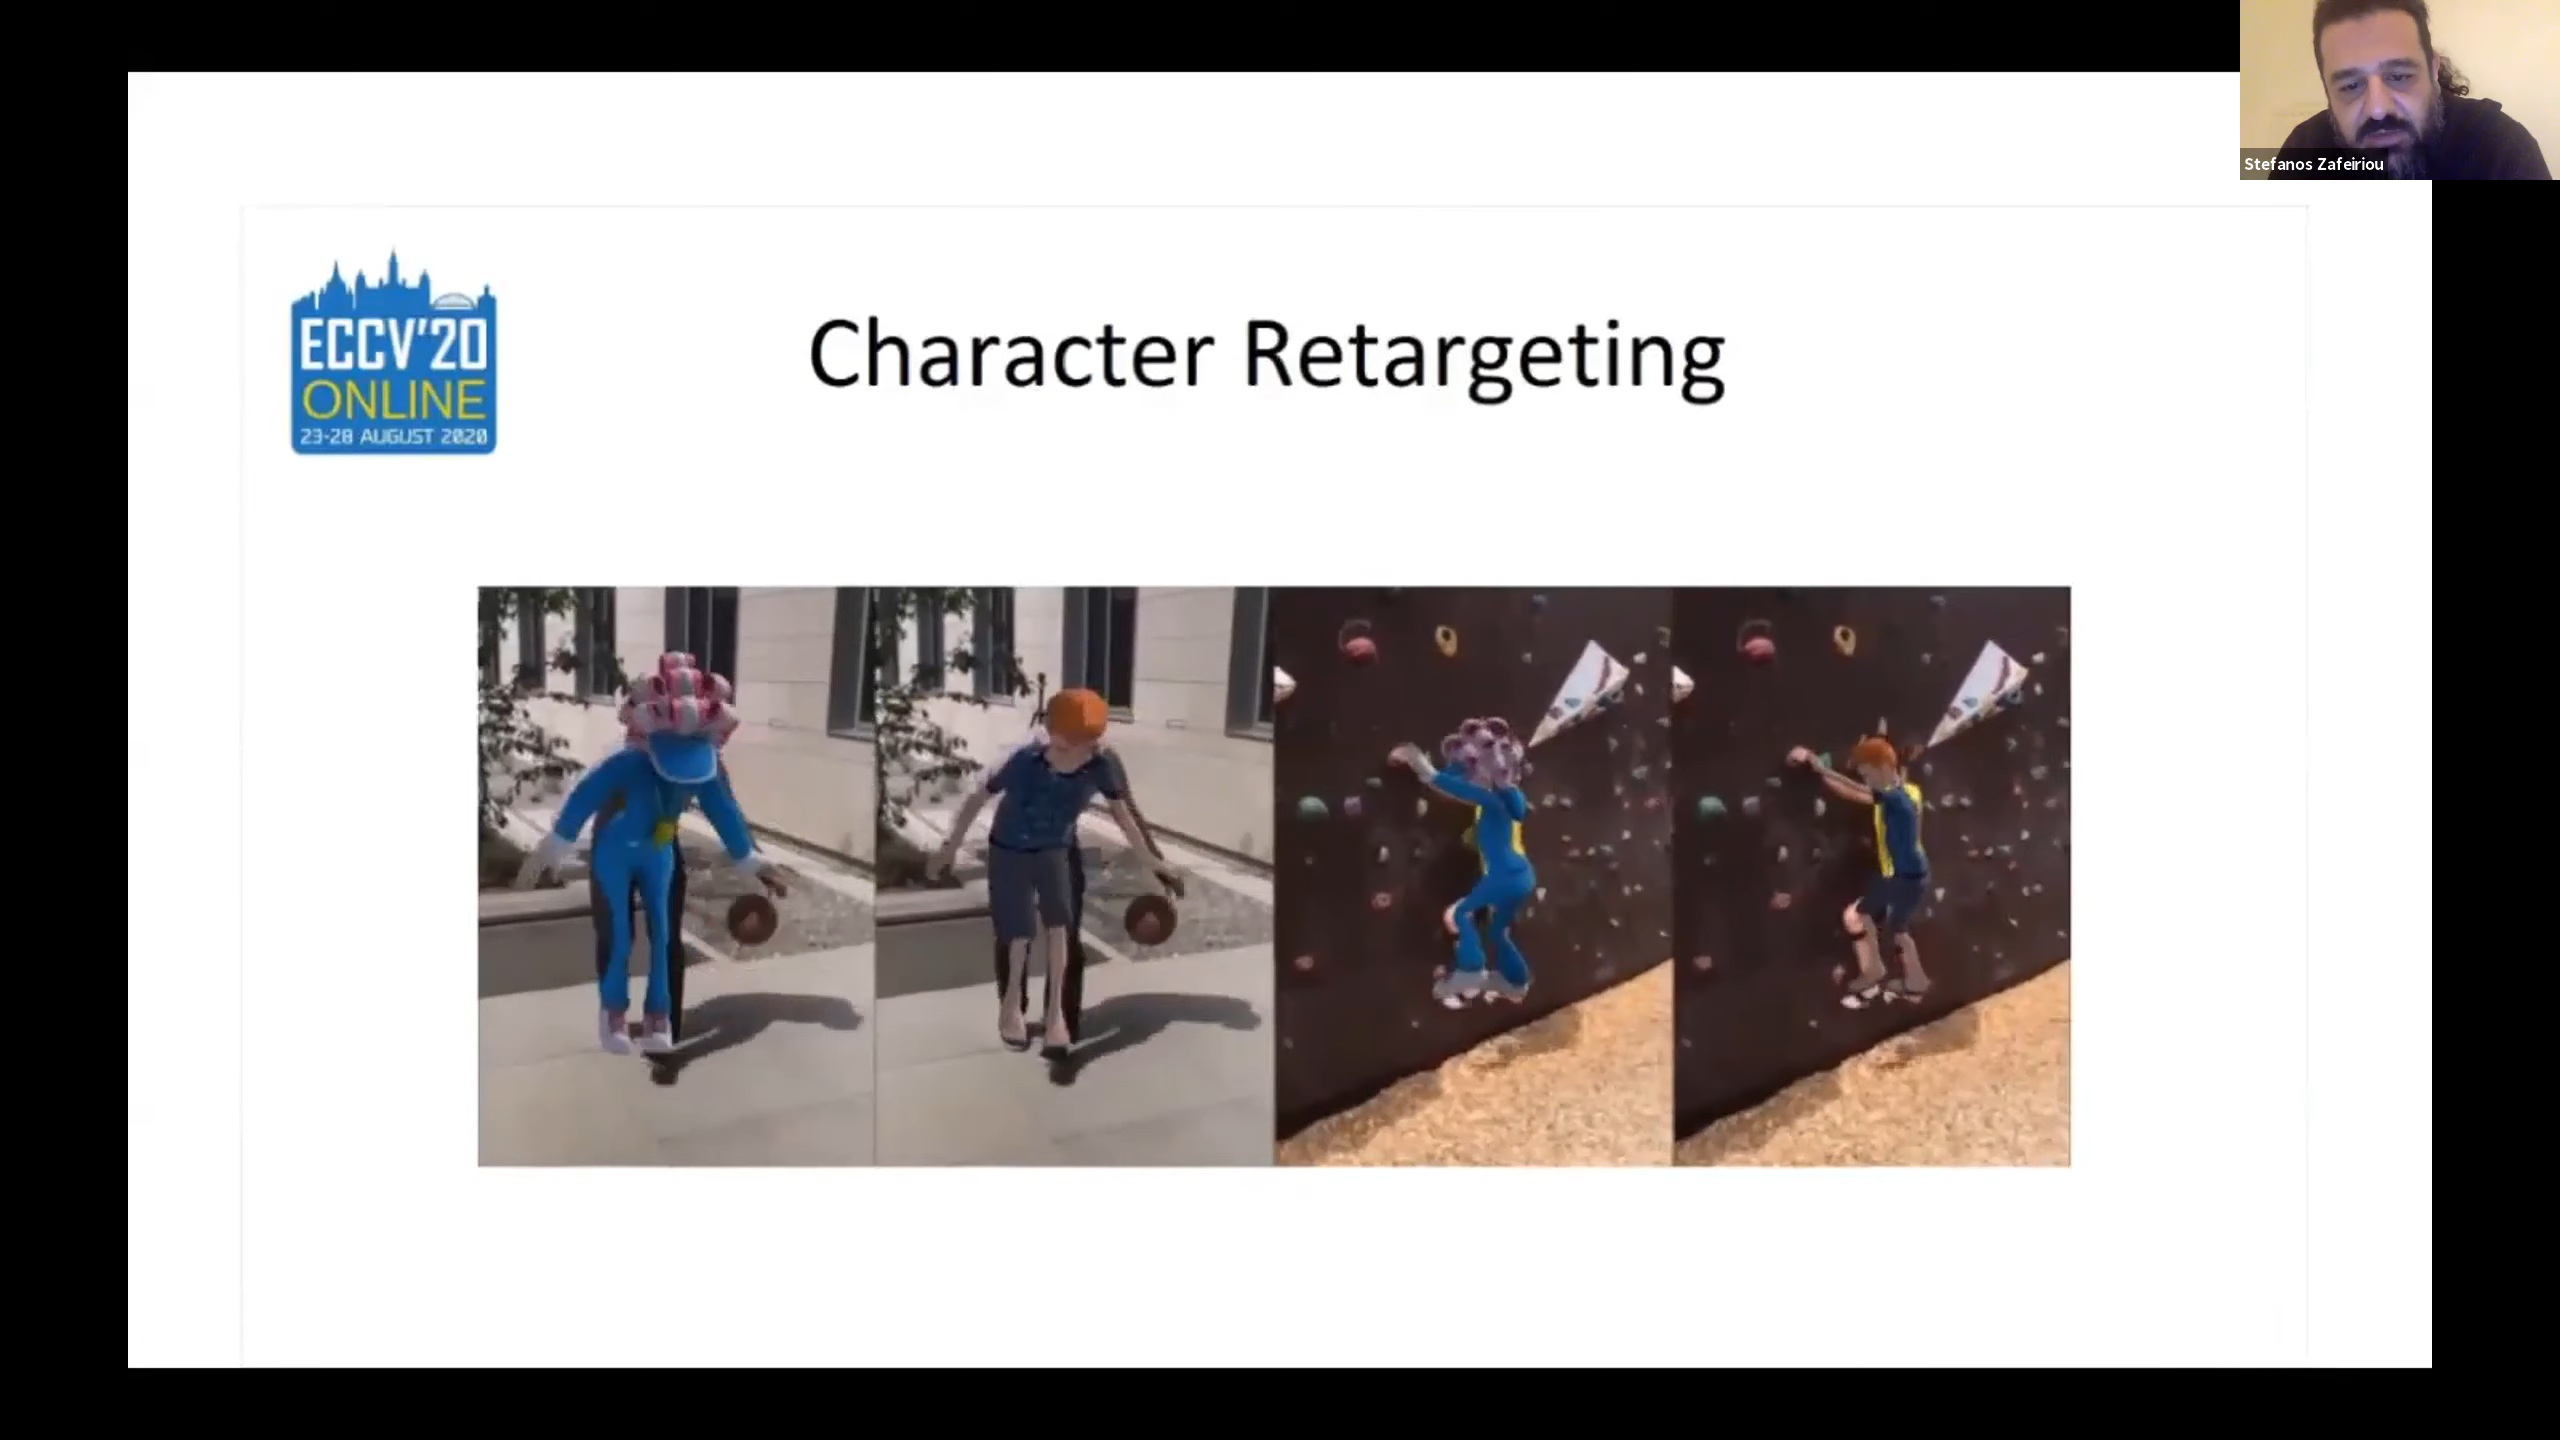 Stefanos Zafeiriou
ECCV'20
ONLINE
23-28 AUGUST 2020
Character Retargeting